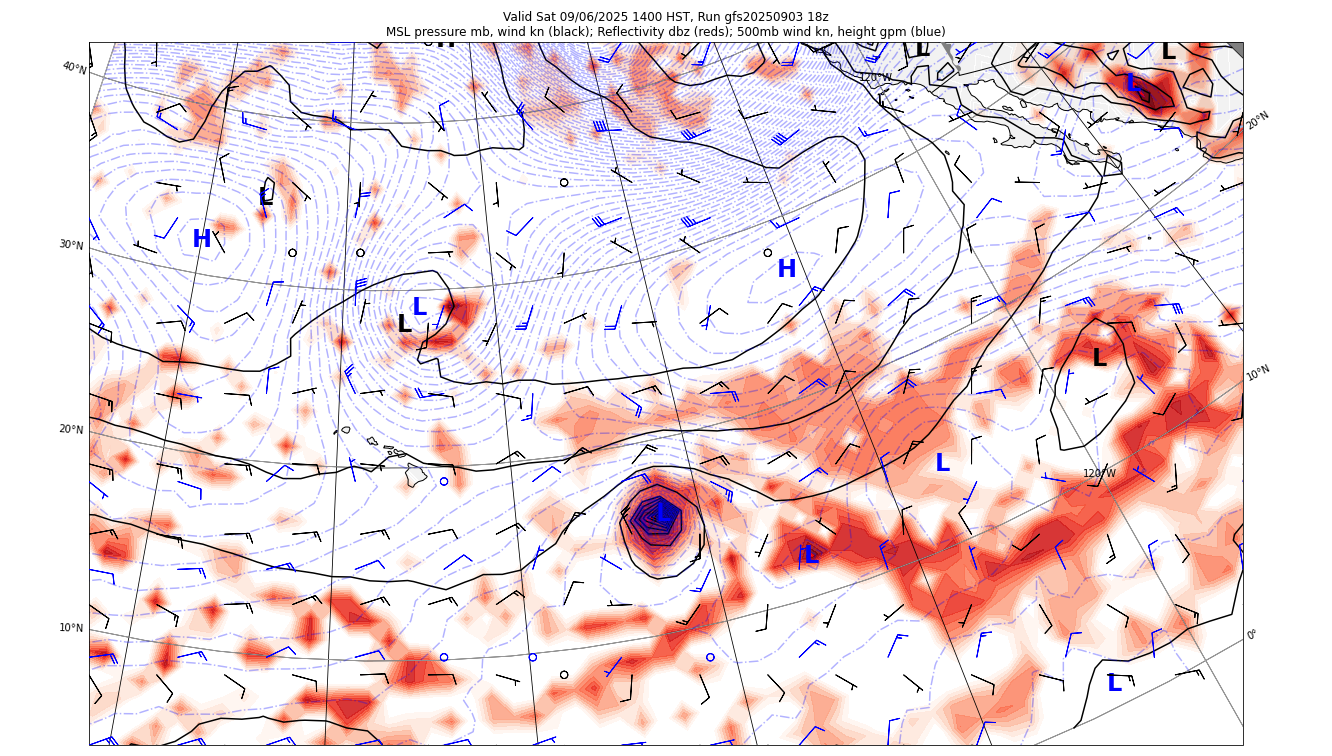 Valid Sat 09/06/2025 1400 HST, Run gfs20250903 18z
MSL pressure mb, wind kn (black); Reflectivity dbz (reds); 500mb wind kn, height gpm (blue)
H
L
L
40°N
120°W
L
20°N
L
H
30°N
H
L
L
L
10°N
20°N
L
120°W
L
L
10°N
0°
L